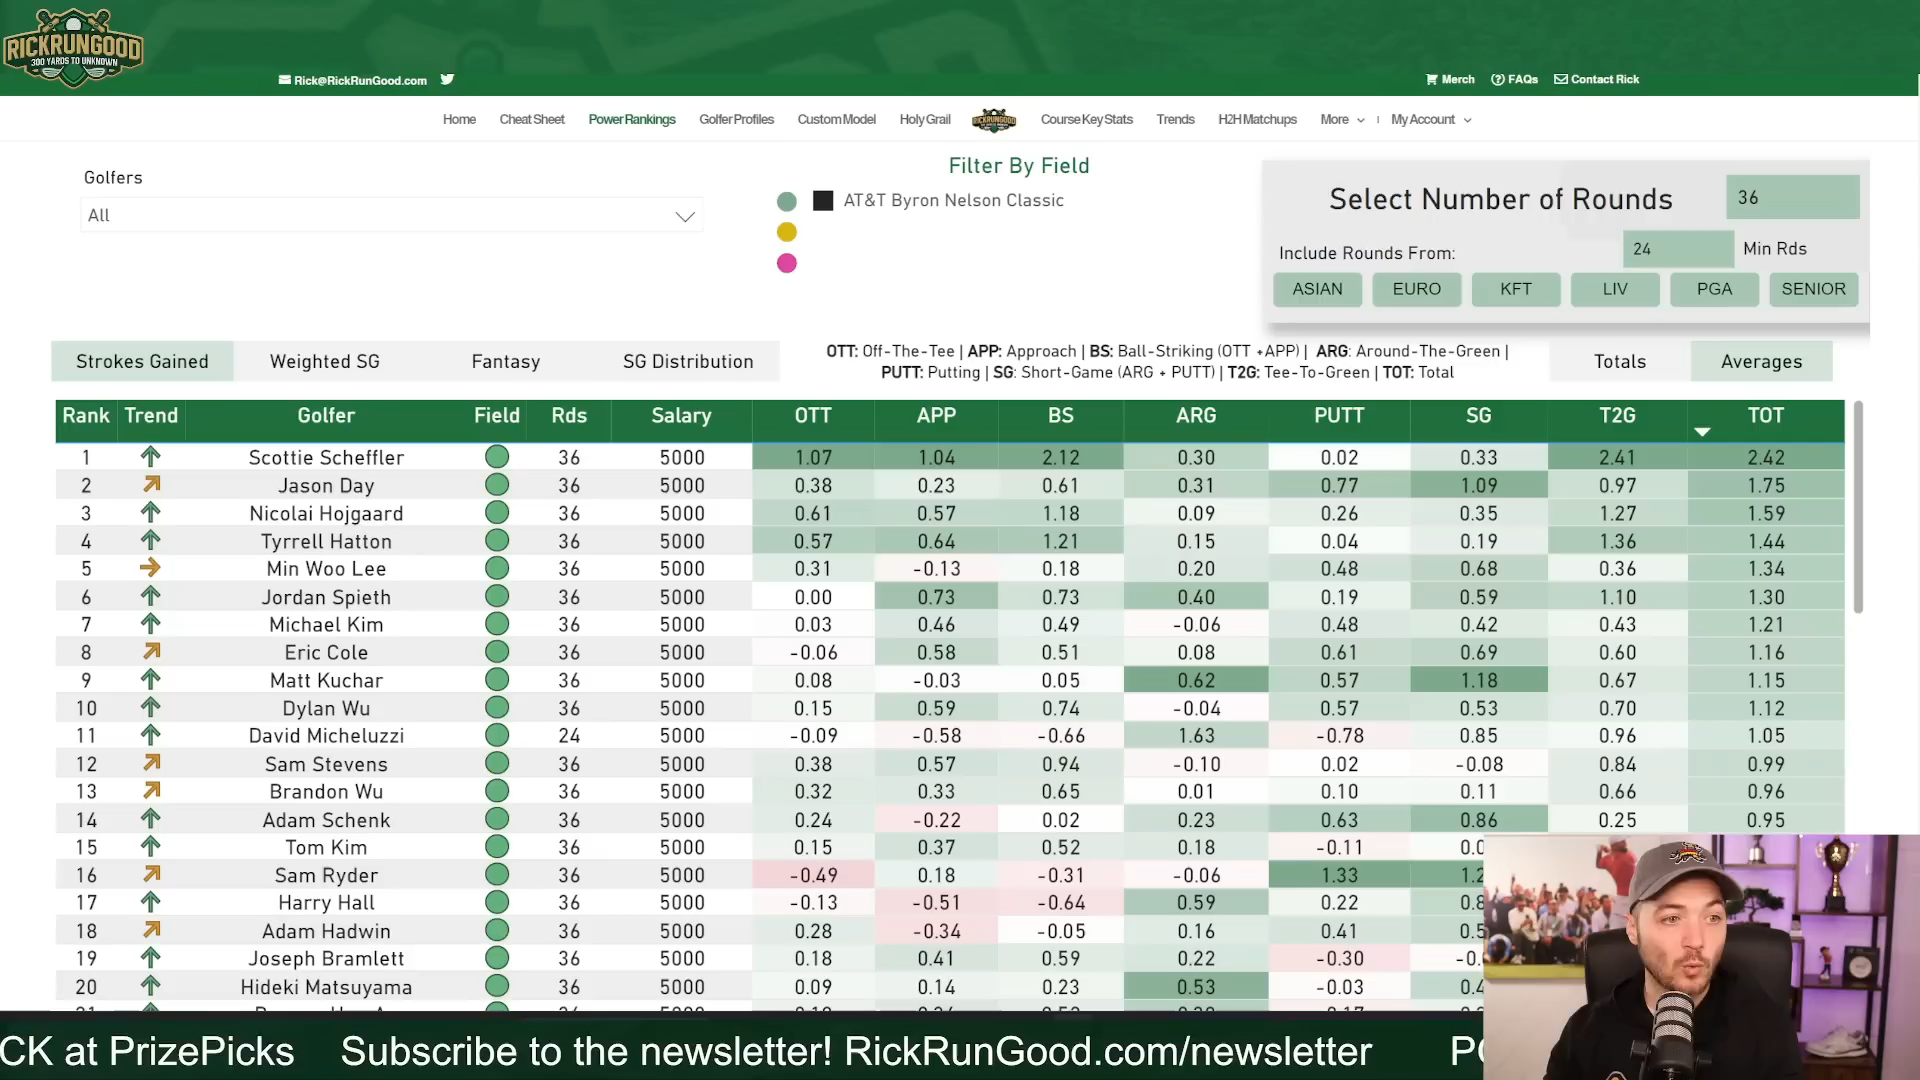 RICKRUNGOOD
300 YARDS TO UNKNOWN
Rick@RickRunGood.com
Merch FAQs Contact Rick
Home Cheat Sheet Power Rankings Golfer Profiles Custom Model Holy Grail RICKRUNGOOD Course Key Stats Trends H2H Matchups More | My Account
Golfers
All
Filter By Field
AT&T Byron Nelson Classic
Select Number of Rounds 36
Include Rounds From: 24 Min Rds
ASIAN EURO KFT LIV PGA SENIOR
Strokes Gained Weighted SG Fantasy SG Distribution
OTT: Off-The-Tee | APP: Approach | BS: Ball-Striking (OTT +APP) | ARG: Around-The-Green |
PUTT: Putting | SG: Short-Game (ARG + PUTT) | T2G: Tee-To-Green | TOT: Total
Totals Averages
Rank Trend Golfer Field Rds Salary OTT APP BS ARG PUTT SG T2G TOT
1 Scottie Scheffler 36 5000 1.07 1.04 2.12 0.30 0.02 0.33 2.41 2.42
2 Jason Day 36 5000 0.38 0.23 0.61 0.31 0.77 1.09 0.97 1.75
3 Nicolai Hojgaard 36 5000 0.61 0.57 1.18 0.09 0.26 0.35 1.27 1.59
4 Tyrrell Hatton 36 5000 0.57 0.64 1.21 0.15 0.04 0.19 1.36 1.44
5 Min Woo Lee 36 5000 0.31 -0.13 0.18 0.20 0.48 0.68 0.36 1.34
6 Jordan Spieth 36 5000 0.00 0.73 0.73 0.40 0.19 0.59 1.10 1.30
7 Michael Kim 36 5000 0.03 0.46 0.49 -0.06 0.48 0.42 0.43 1.21
8 Eric Cole 36 5000 -0.06 0.58 0.51 0.08 0.61 0.69 0.60 1.16
9 Matt Kuchar 36 5000 0.08 -0.03 0.05 0.62 0.57 1.18 0.67 1.15
10 Dylan Wu 36 5000 0.15 0.59 0.74 -0.04 0.57 0.53 0.70 1.12
11 David Micheluzzi 24 5000 -0.09 -0.58 -0.66 1.63 -0.78 0.85 0.96 1.05
12 Sam Stevens 36 5000 0.38 0.57 0.94 -0.10 0.02 -0.08 0.84 0.99
13 Brandon Wu 36 5000 0.32 0.33 0.65 0.01 0.10 0.11 0.66 0.96
14 Adam Schenk 36 5000 0.24 -0.22 0.02 0.23 0.63 0.86 0.25 0.95
15 Tom Kim 36 5000 0.15 0.37 0.52 0.18 -0.11 0.0
16 Sam Ryder 36 5000 -0.49 0.18 -0.31 -0.06 1.33 1.2
17 Harry Hall 36 5000 -0.13 -0.51 -0.64 0.59 0.22 0.8
18 Adam Hadwin 36 5000 0.28 -0.34 -0.05 0.16 0.41 0.5
19 Joseph Bramlett 36 5000 0.18 0.41 0.59 0.22 -0.30 -0.
20 Hideki Matsuyama 36 5000 0.09 0.14 0.23 0.53 -0.03 0.4
CK at PrizePicks Subscribe to the newsletter! RickRunGood.com/newsletter